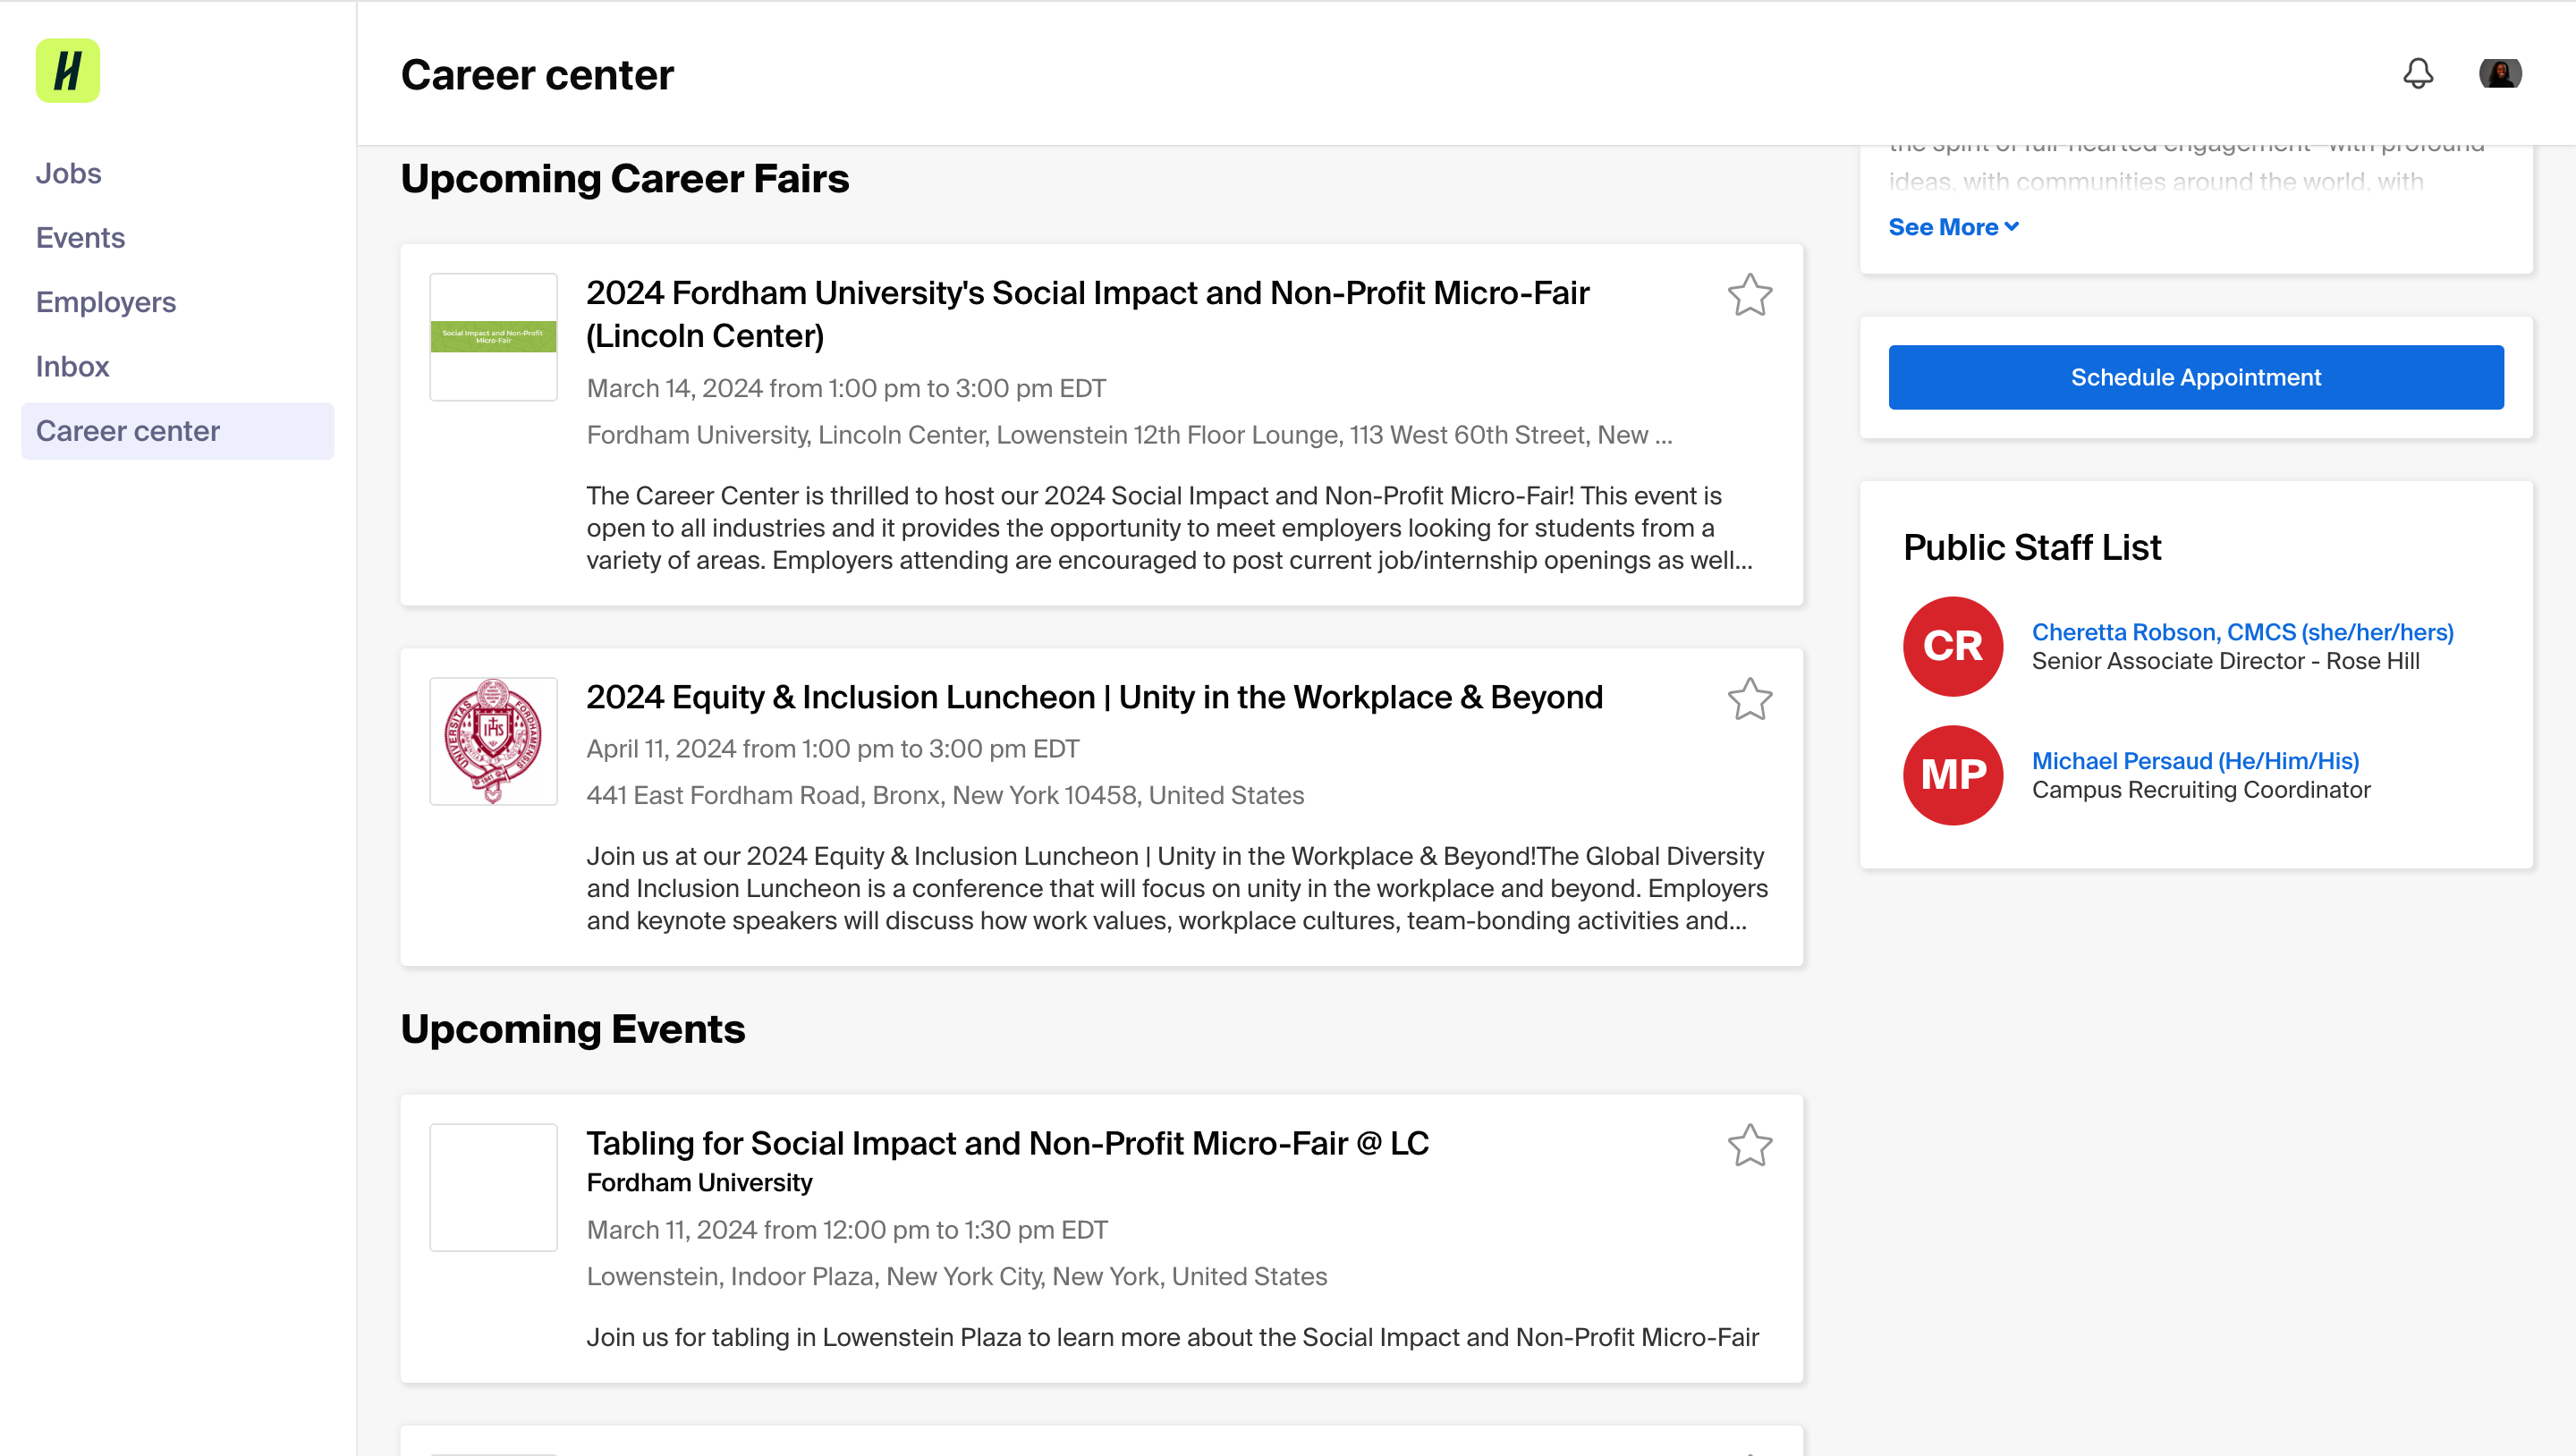 H
Jobs
Events
Employers
Inbox
Career center
Career center
Upcoming Career Fairs
Social Impact and Non-Profit
Micro-Fair
2024 Fordham University's Social Impact and Non-Profit Micro-Fair
(Lincoln Center)
March 14, 2024 from 1:00 pm to 3:00 pm EDT
Fordham University, Lincoln Center, Lowenstein 12th Floor Lounge, 113 West 60th Street, New ...
The Career Center is thrilled to host our 2024 Social Impact and Non-Profit Micro-Fair! This event is
open to all industries and it provides the opportunity to meet employers looking for students from a
variety of areas. Employers attending are encouraged to post current job/internship openings as well...
UNIVERSITAS FORDHAMENSIS
IHS
1841
2024 Equity & Inclusion Luncheon | Unity in the Workplace & Beyond
April 11, 2024 from 1:00 pm to 3:00 pm EDT
441 East Fordham Road, Bronx, New York 10458, United States
Join us at our 2024 Equity & Inclusion Luncheon | Unity in the Workplace & Beyond!The Global Diversity
and Inclusion Luncheon is a conference that will focus on unity in the workplace and beyond. Employers
and keynote speakers will discuss how work values, workplace cultures, team-bonding activities and...
Upcoming Events
Tabling for Social Impact and Non-Profit Micro-Fair @ LC
Fordham University
March 11, 2024 from 12:00 pm to 1:30 pm EDT
Lowenstein, Indoor Plaza, New York City, New York, United States
Join us for tabling in Lowenstein Plaza to learn more about the Social Impact and Non-Profit Micro-Fair
the spirit of full-hearted engagement—with profound
ideas, with communities around the world, with
See More
Schedule Appointment
Public Staff List
CR
Cheretta Robson, CMCS (she/her/hers)
Senior Associate Director - Rose Hill
MP
Michael Persaud (He/Him/His)
Campus Recruiting Coordinator